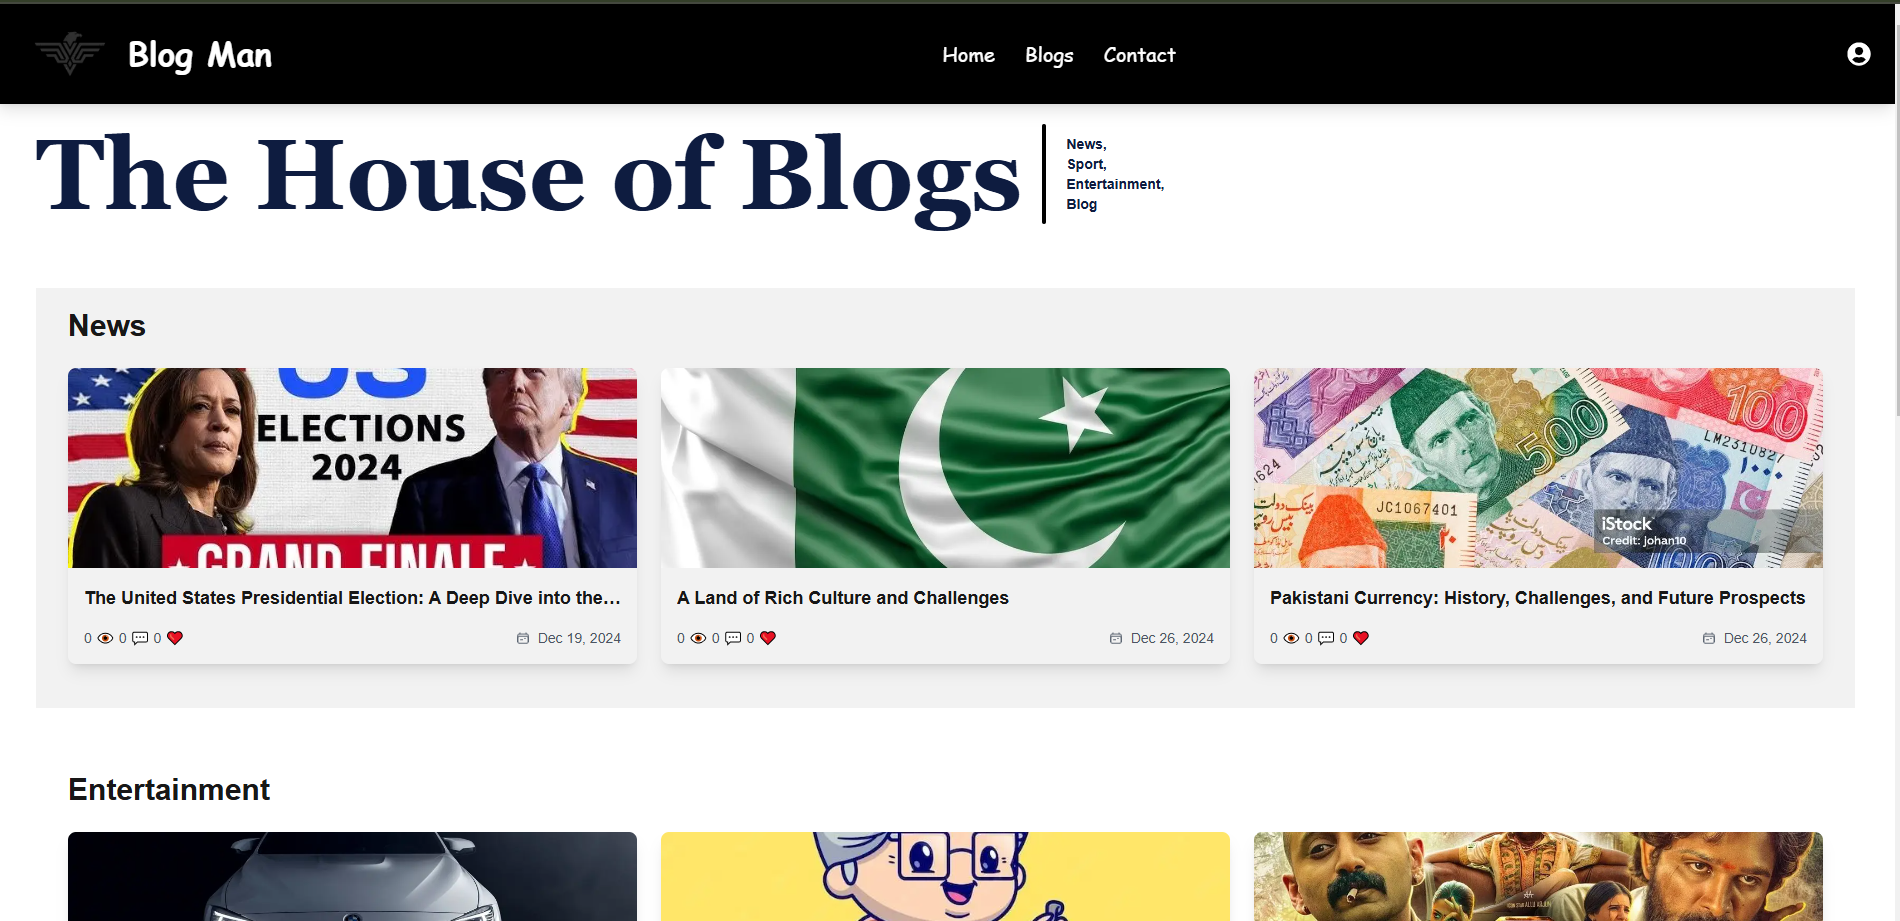 Blog Man
Home Blogs Contact
The House of Blogs
News,
Sport,
Entertainment,
Blog
News
US
ELECTIONS
2024
GRAND FINALE
500
100
LM231082
1624
JC1067401
iStock
Credit: johan10
The United States Presidential Election: A Deep Dive into the...
0 0 0 Dec 19, 2024
A Land of Rich Culture and Challenges
0 0 0 Dec 26, 2024
Pakistani Currency: History, Challenges, and Future Prospects
0 0 0 Dec 26, 2024
Entertainment